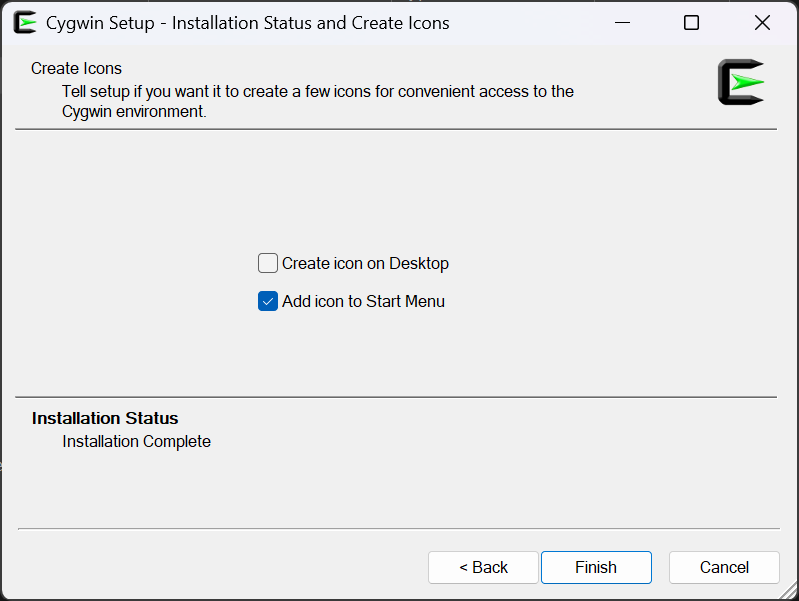 Cygwin Setup - Installation Status and Create Icons
Create Icons
Tell setup if you want it to create a few icons for convenient access to the
Cygwin environment.
Create icon on Desktop
Add icon to Start Menu
Installation Status
Installation Complete
< Back
Finish
Cancel